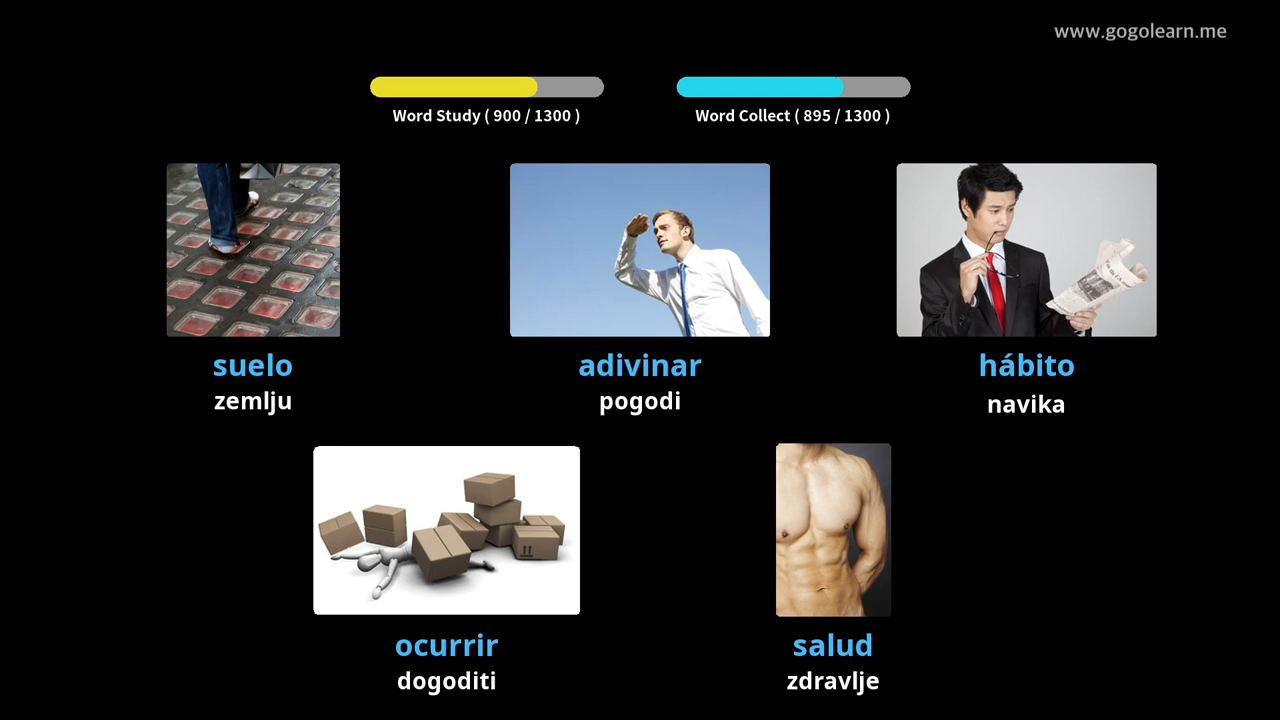 www.gogolearn.me
Word Study ( 900 / 1300 )
Word Collect ( 895 / 1300 )
suelo
zemlju
adivinar
pogodi
hábito
navika
ocurrir
dogoditi
salud
zdravlje